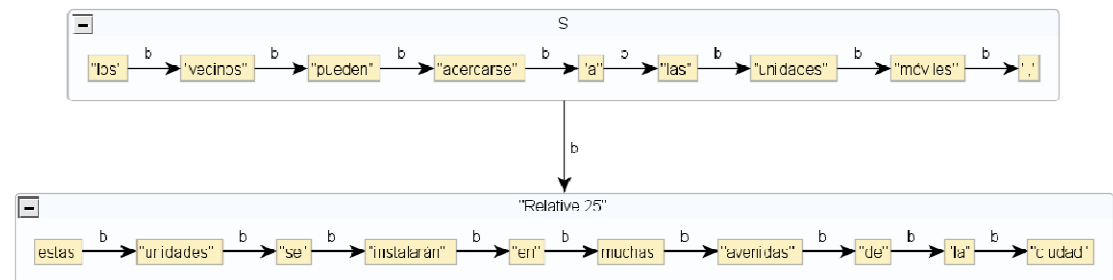 S
b b b b b b b b
"los" "vecinos" "pueden" "acercarse" "a" "las" "unidades" "móviles" ","
b
"Relative 25"
b b b b b b b b b
estas "unidades" "se" "instalarán" "en" muchas "avenidas" "de" "la" "ciudad"